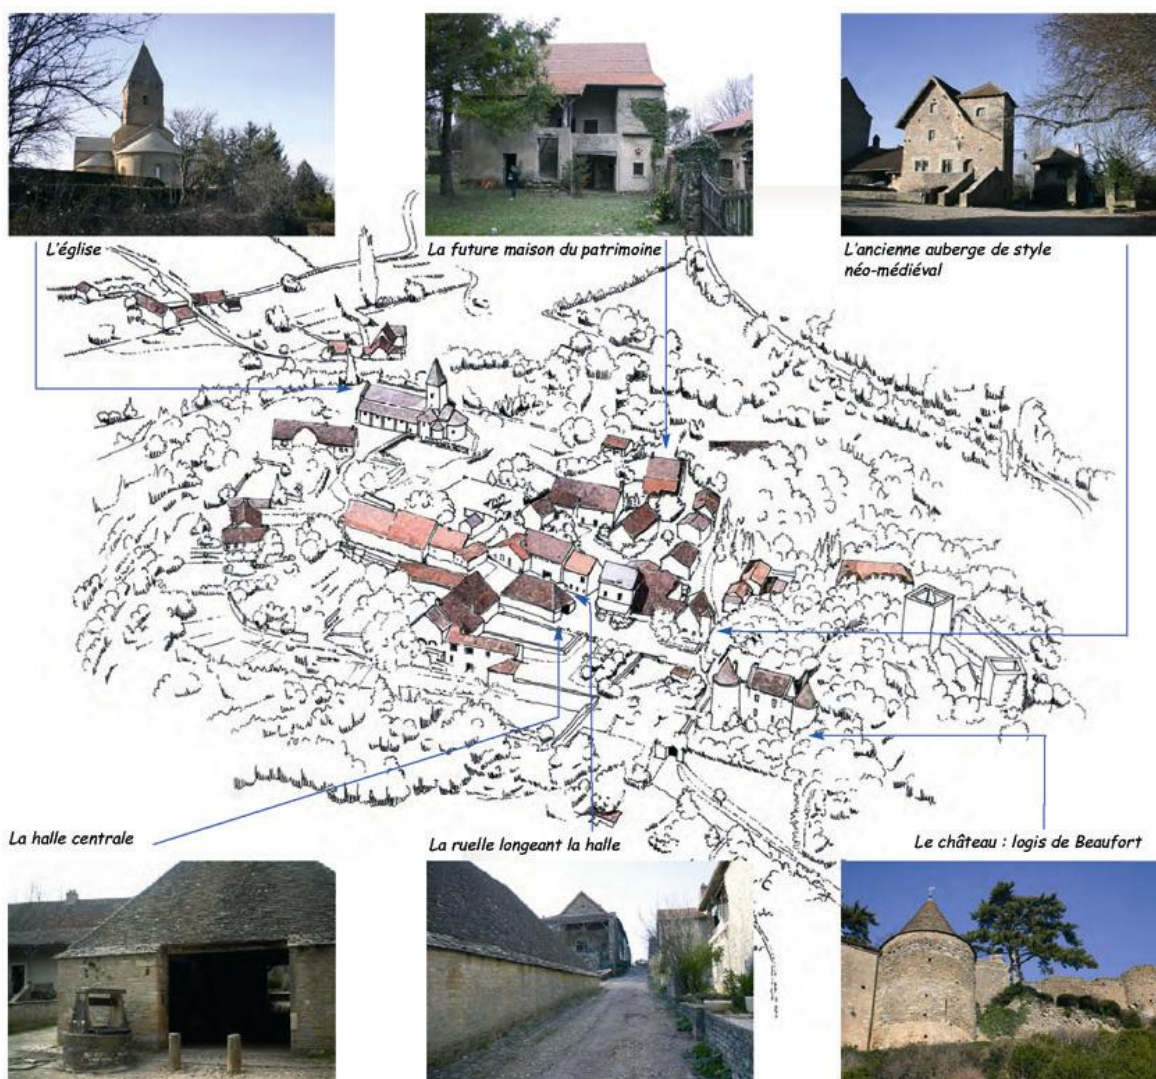 L'église
La future maison du patrimoine
L'ancienne auberge de style
néo-médiéval
La halle centrale
La ruelle longeant la halle
Le château : logis de Beaufort